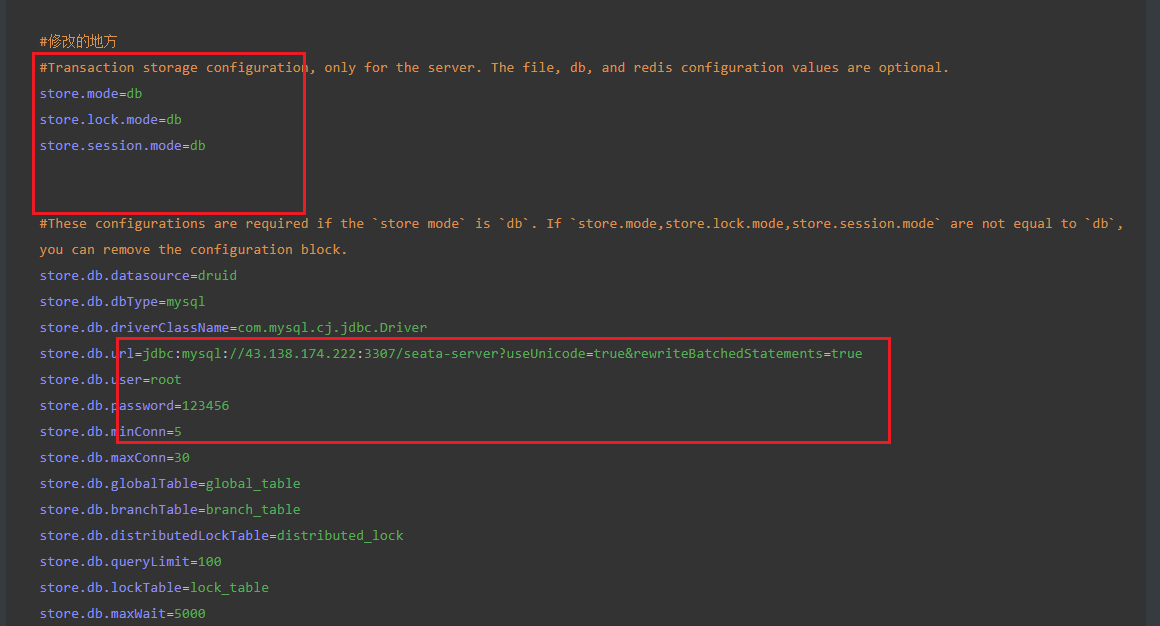 #修改的地方
#Transaction storage configuration, only for the server. The file, db, and redis configuration values are optional.
store.mode=db
store.lock.mode=db
store.session.mode=db
#These configurations are required if the `store mode` is `db`. If `store.mode,store.lock.mode,store.session.mode` are not equal to `db`,
you can remove the configuration block.
store.db.datasource=druid
store.db.dbType=mysql
store.db.driverClassName=com.mysql.cj.jdbc.Driver
store.db.url=jdbc:mysql://43.138.174.222:3307/seata-server?useUnicode=true&rewriteBatchedStatements=true
store.db.user=root
store.db.password=123456
store.db.minConn=5
store.db.maxConn=30
store.db.globalTable=global_table
store.db.branchTable=branch_table
store.db.distributedLockTable=distributed_lock
store.db.queryLimit=100
store.db.lockTable=lock_table
store.db.maxWait=5000